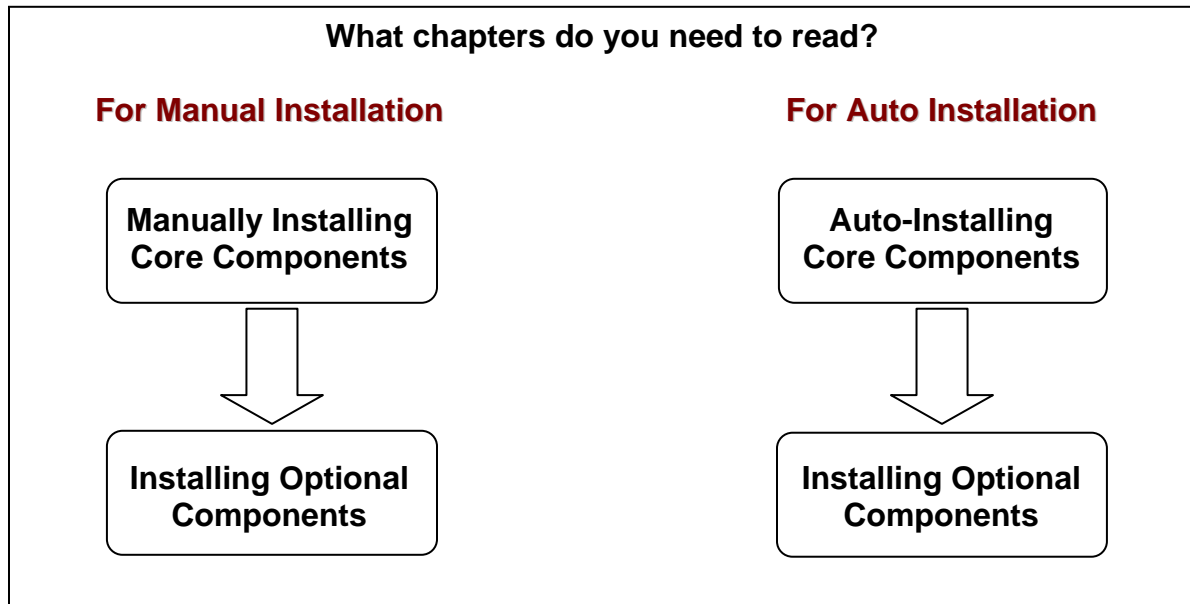 What chapters do you need to read?
For Manual Installation
Manually Installing
Core Components
Installing Optional
Components
For Auto Installation
Auto-Installing
Core Components
Installing Optional
Components